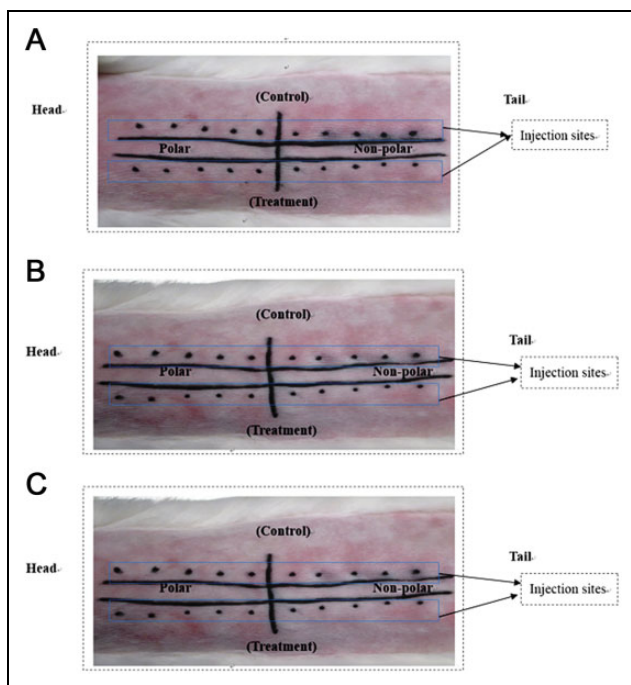 A
(Control)
Head
Tail
Injection sites
Polar
Non-polar
(Treatment)
B
(Control)
Head
Tail
Injection sites
Polar
Non-polar
(Treatment)
C
(Control)
Head
Tail
Injection sites
Polar
Non-polar
(Treatment)